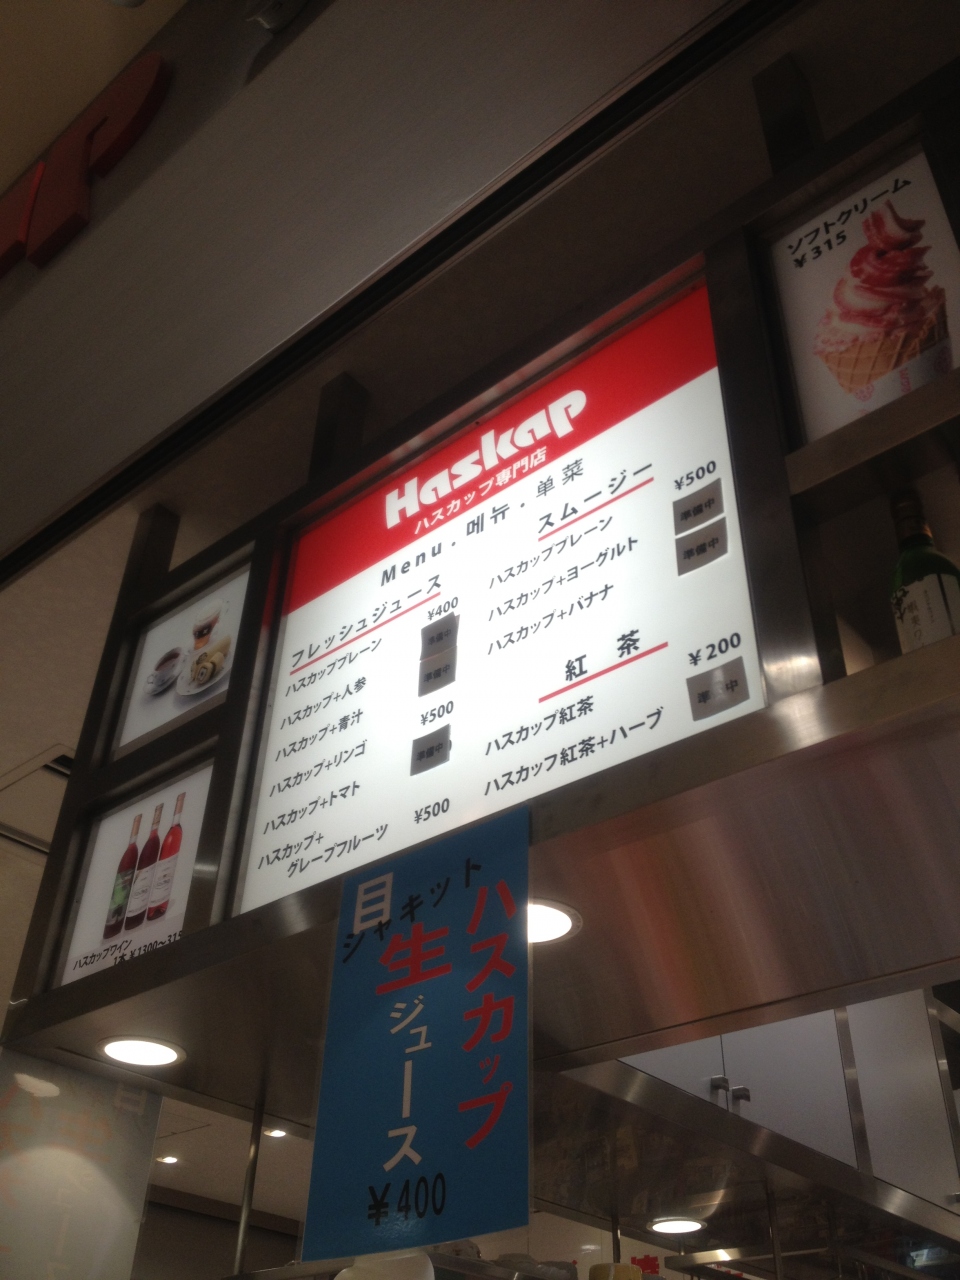 ソフトクリーム
¥315
Haskap
ハスカップ専門店
Menu.메뉴.単菜
フレッシュジュース
ハスカッププレーン ¥400
ハスカップ+人参 準備中
ハスカップ+青汁 準備中
ハスカップ+リンゴ ¥500
ハスカップ+トマト 準備中
ハスカップ+
グレープフルーツ ¥500
スムージー
ハスカッププレーン ¥500
ハスカップ+ヨーグルト 準備中
ハスカップ+バナナ 準備中
紅茶
ハスカップ紅茶 ¥200
ハスカップ紅茶+ハーブ 準備中
ハスカップワイン
1本¥1300〜315
ハスカップ
シャキット
目
生ジュース
¥400